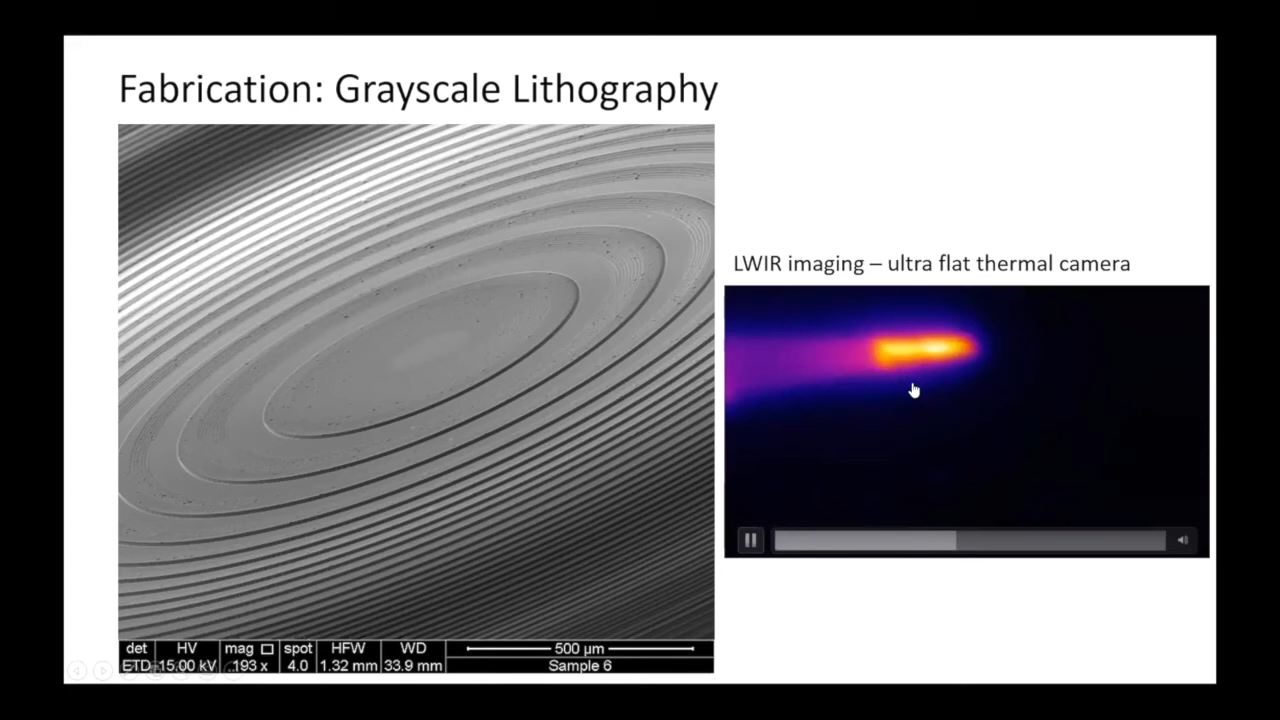 Fabrication: Grayscale Lithography
LWIR imaging – ultra flat thermal camera
det HV mag spot HFW WD 500 µm
ETD 15.00 kV 193 x 4.0 1.32 mm 33.9 mm Sample 6